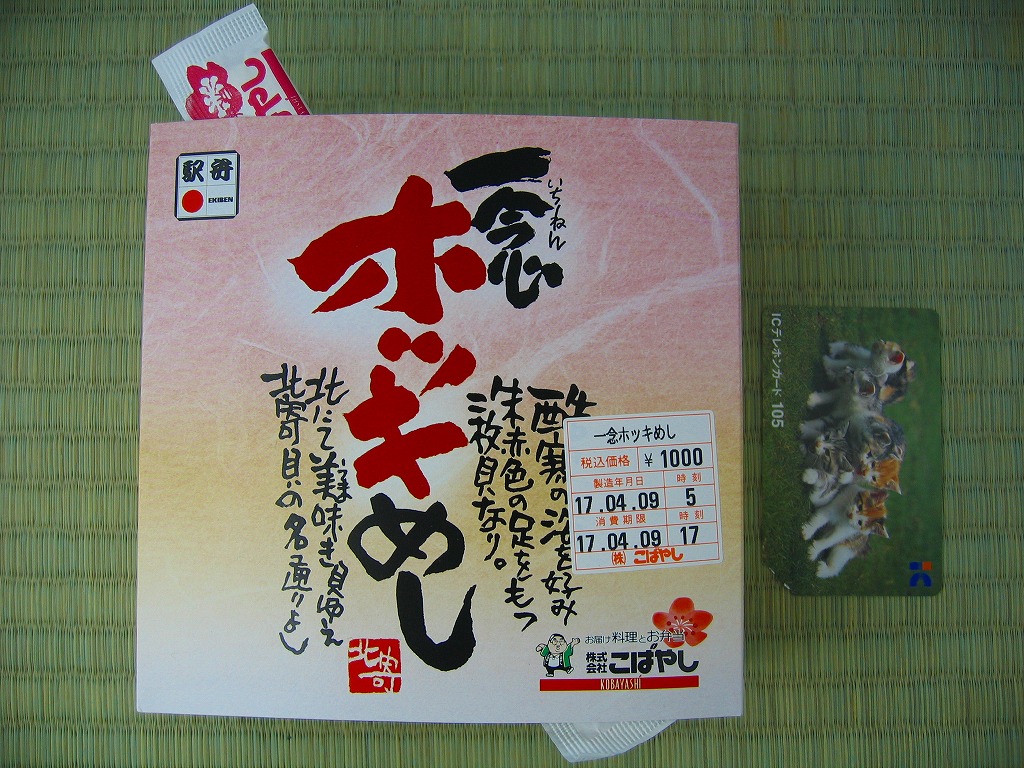 駅弁
EKIBEN
一念
いちねん
ホッキめし
酷寒の海を好み
朱赤色の足をもつ
二枚貝なり。
北にて美味き貝ゆえ
うま
北寄貝の名通りよし
北寄
一念ホッキめし
税込価格 ¥ 1000
製造年月日 時刻
17.04.09 5
消費期限 時刻
17.04.09 17
(株) こばやし
お届け料理とお弁当
株式会社 こばやし
KOBAYASHI
ICテレホンカード 105